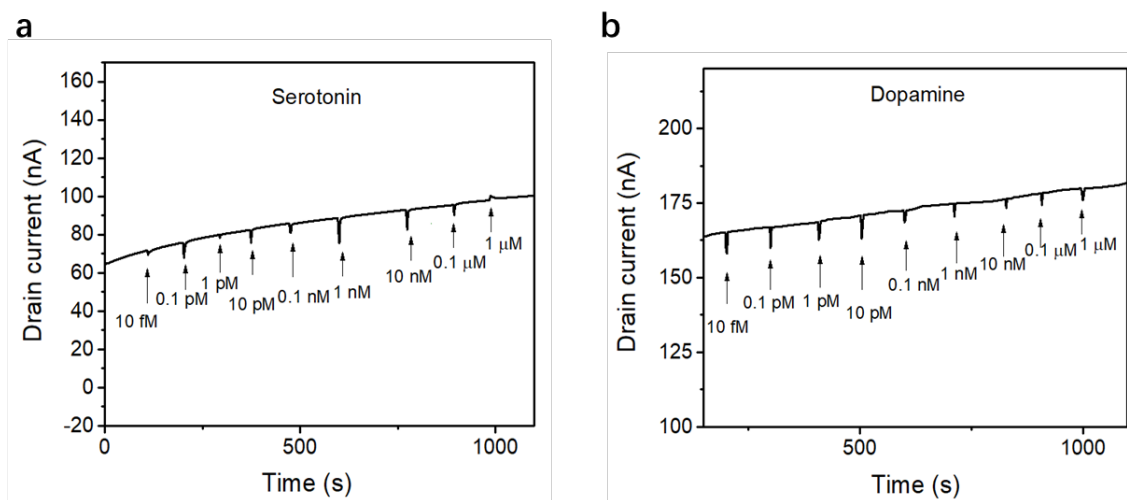 a
Serotonin
Drain current (nA)
160
140
120
100
80
60
40
20
0
-20
10 fM
0.1 pM
1 pM
10 pM
0.1 nM
1 nM
10 nM
0.1 μM
1 μM
0
500
1000
Time (s)
b
Dopamine
Drain current (nA)
200
175
150
125
100
10 fM
0.1 pM
1 pM
10 pM
0.1 nM
1 nM
10 nM
0.1 μM
1 μM
500
1000
Time (s)